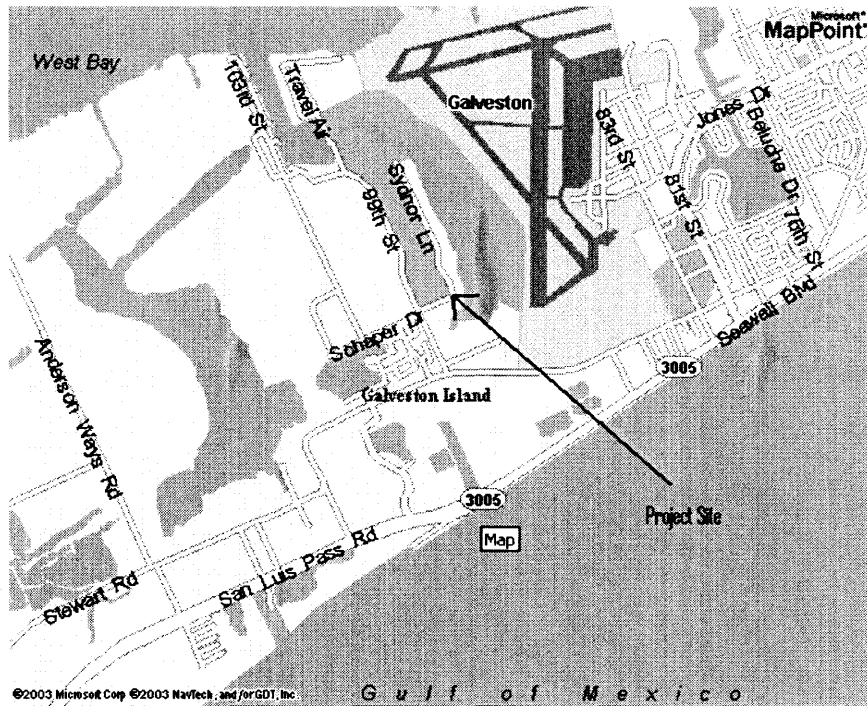 Microsoft®
MapPoint®
West Bay
103rd St
Travel Air
Galveston
83rd St
Jones Dr
Beluche Dr
Sydnor Ln
99th St
81st St
76th St
Schaper Dr
Seawall Blvd
3005
Anderson Ways Rd
Galveston Island
3005
Project Site
Map
San Luis Pass Rd
Stewart Rd
©2003 Microsoft Corp ©2003 NavTech, and/or GDT, Inc.
Gulf of Mexico